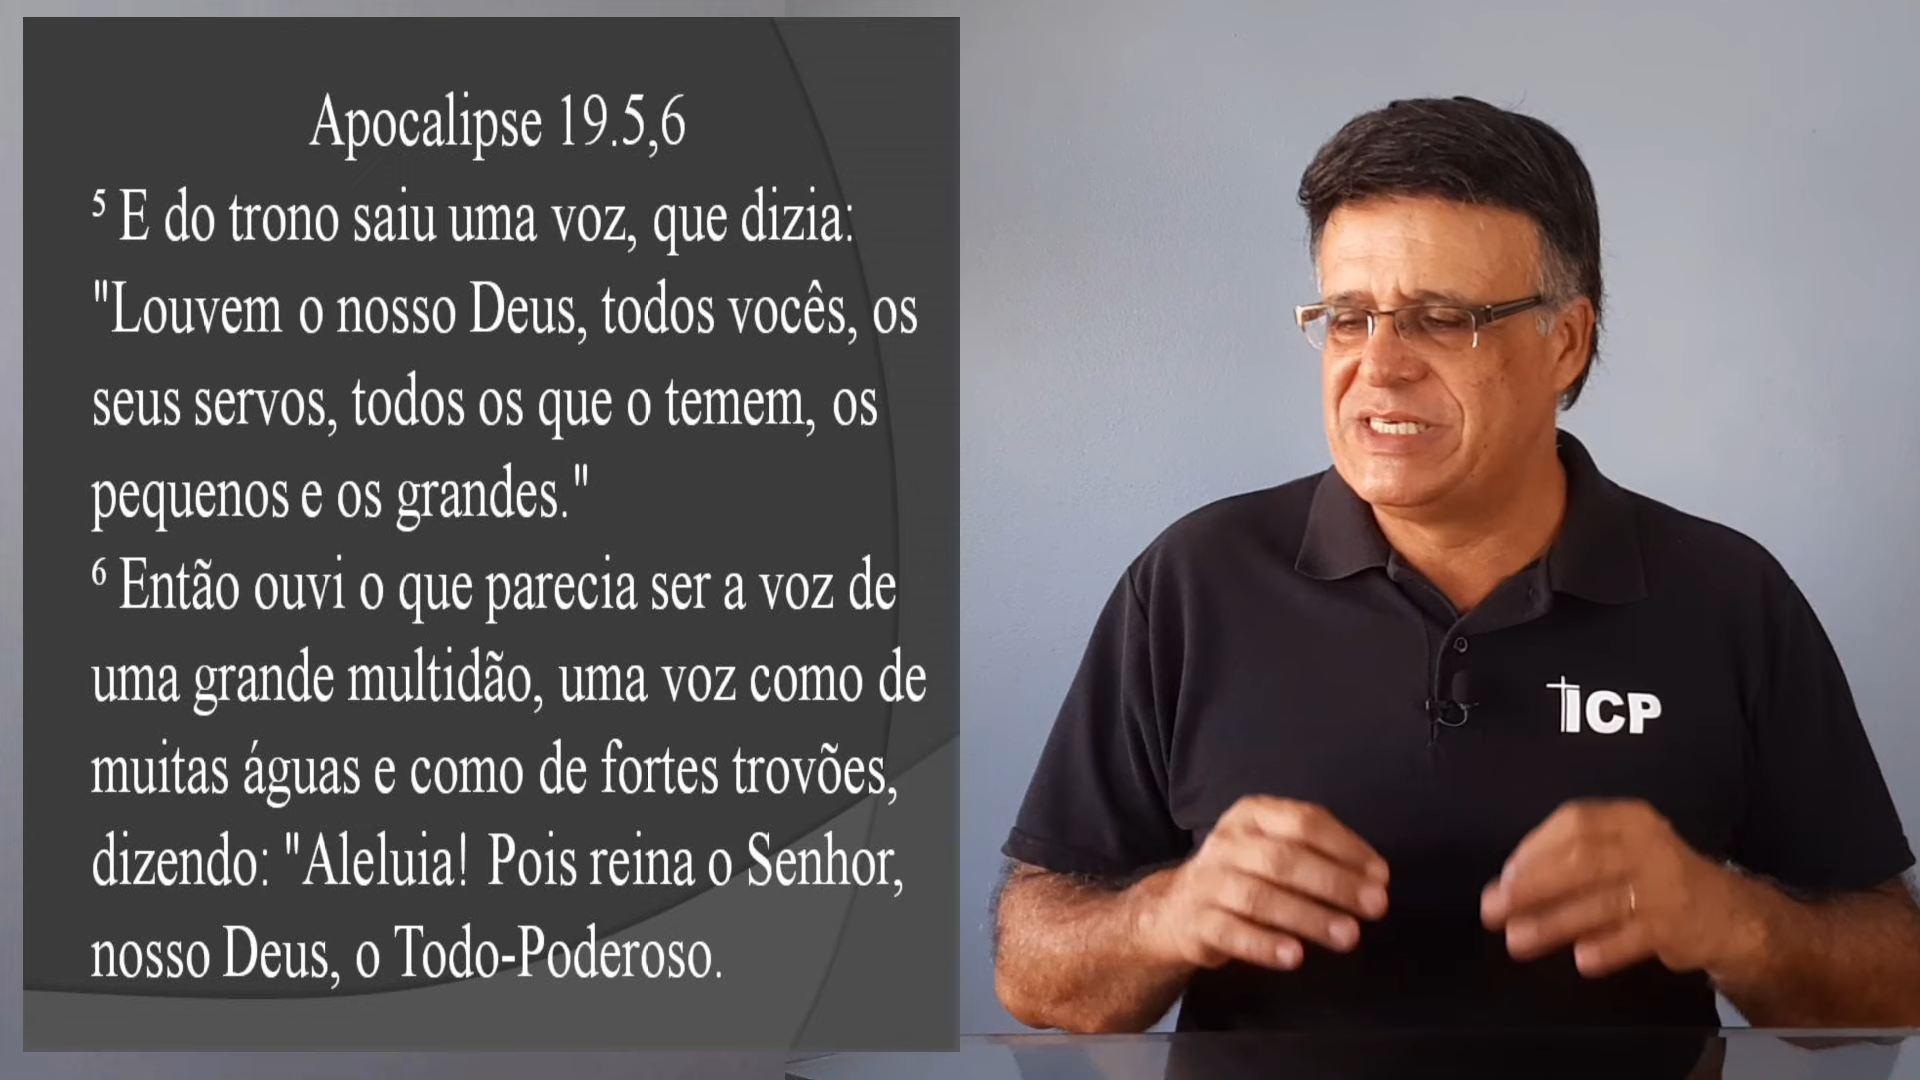 Apocalipse 19.5,6
⁵ E do trono saiu uma voz, que dizia:
"Louvem o nosso Deus, todos vocês, os
seus servos, todos os que o temem, os
pequenos e os grandes."
⁶ Então ouvi o que parecia ser a voz de
uma grande multidão, uma voz como de
muitas águas e como de fortes trovões,
dizendo: "Aleluia! Pois reina o Senhor,
nosso Deus, o Todo-Poderoso.
ICP